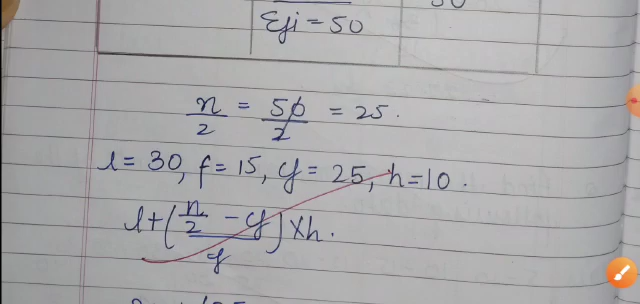 Σfi = 50
n/2 = 50/2 = 25.
l = 30, f = 15, cf = 25, h = 10.
l + ((n/2 - cf)/f) × h.